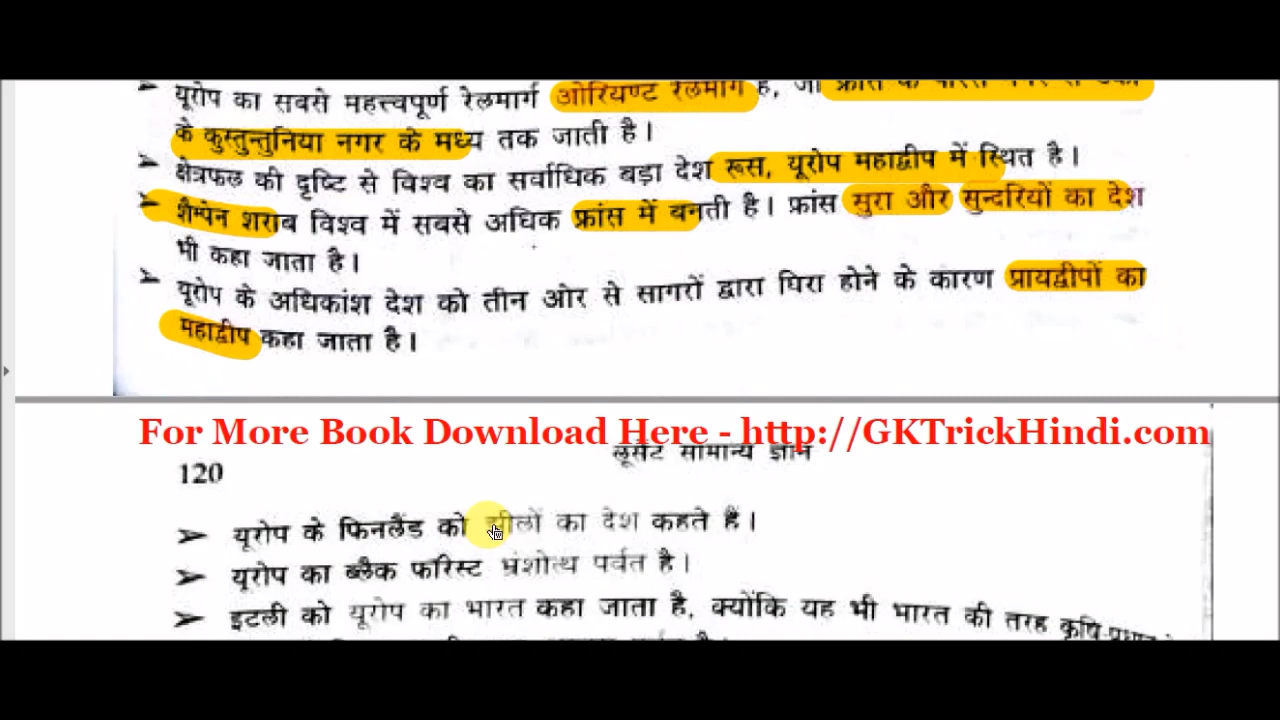 ➤ यूरोप का सबसे महत्त्वपूर्ण रेलमार्ग ओरियण्ट रेलमार्ग है, जो फ्रांस के
के कुस्तुन्तुनिया नगर के मध्य तक जाती है।
➤ क्षेत्रफल की दृष्टि से विश्व का सर्वाधिक बड़ा देश रूस, यूरोप महाद्वीप में स्थित है।
➤ शैम्पेन शराब विश्व में सबसे अधिक फ्रांस में बनती है। फ्रांस सुरा और सुन्दरियों का देश
भी कहा जाता है।
➤ यूरोप के अधिकांश देश को तीन ओर से सागरों द्वारा घिरा होने के कारण प्रायद्वीपों का
महाद्वीप कहा जाता है।
For More Book Download Here - http://GKTrickHindi.com
120 लूसेंट सामान्य ज्ञान
➤ यूरोप के फिनलैंड को झीलों का देश कहते हैं।
➤ यूरोप का ब्लैक फॉरेस्ट भ्रंशोत्थ पर्वत है।
➤ इटली को यूरोप का भारत कहा जाता है, क्योंकि यह भी भारत की तरह कृषि-प्रधान